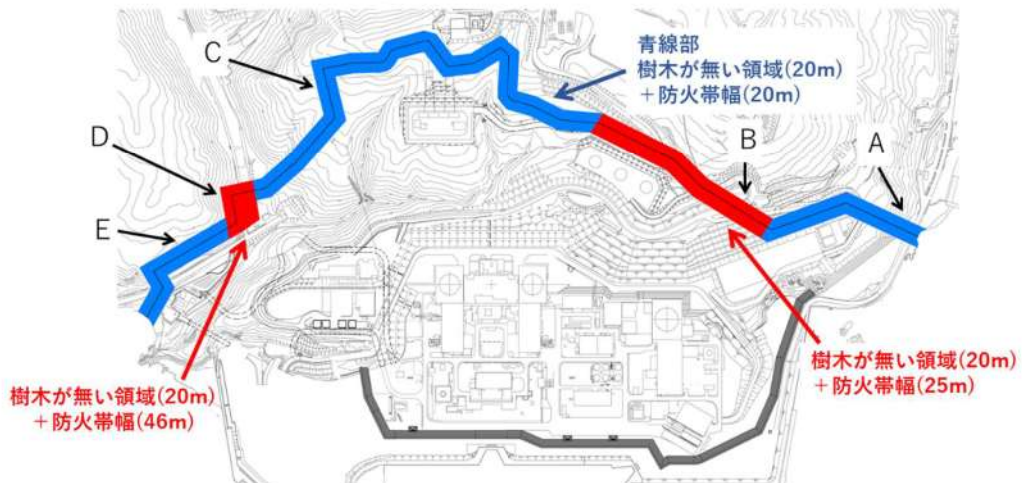 C
青線部
樹木が無い領域(20m)
＋防火帯幅(20m)
D
B
A
E
樹木が無い領域(20m)
＋防火帯幅(46m)
樹木が無い領域(20m)
＋防火帯幅(25m)